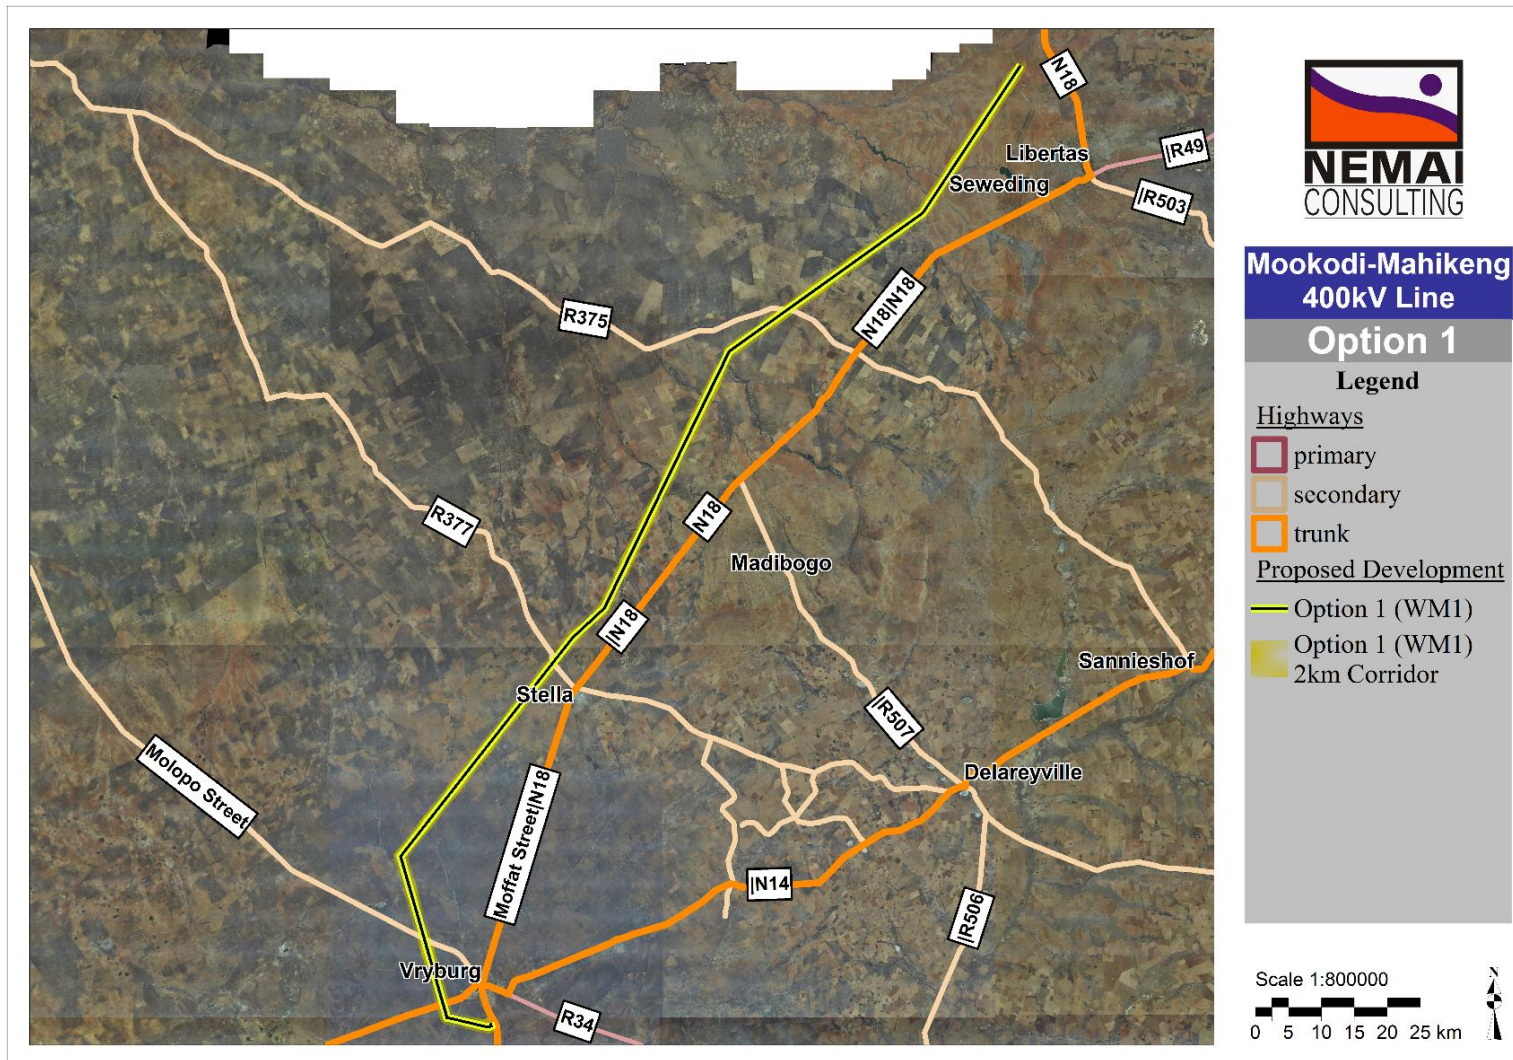 N18
Libertas
|R49
Seweding
|R503
N18|N18
R375
R377
N18
Madibogo
|N18
Sannieshof
Stella
|R507
Molopo Street
Moffat Street|N18
Delareyville
|N14
|R506
Vryburg
R34
NEMAI
CONSULTING
Mookodi-Mahikeng
400kV Line
Option 1
Legend
Highways
primary
secondary
trunk
Proposed Development
Option 1 (WM1)
Option 1 (WM1)
2km Corridor
Scale 1:800000
N
0 5 10 15 20 25 km